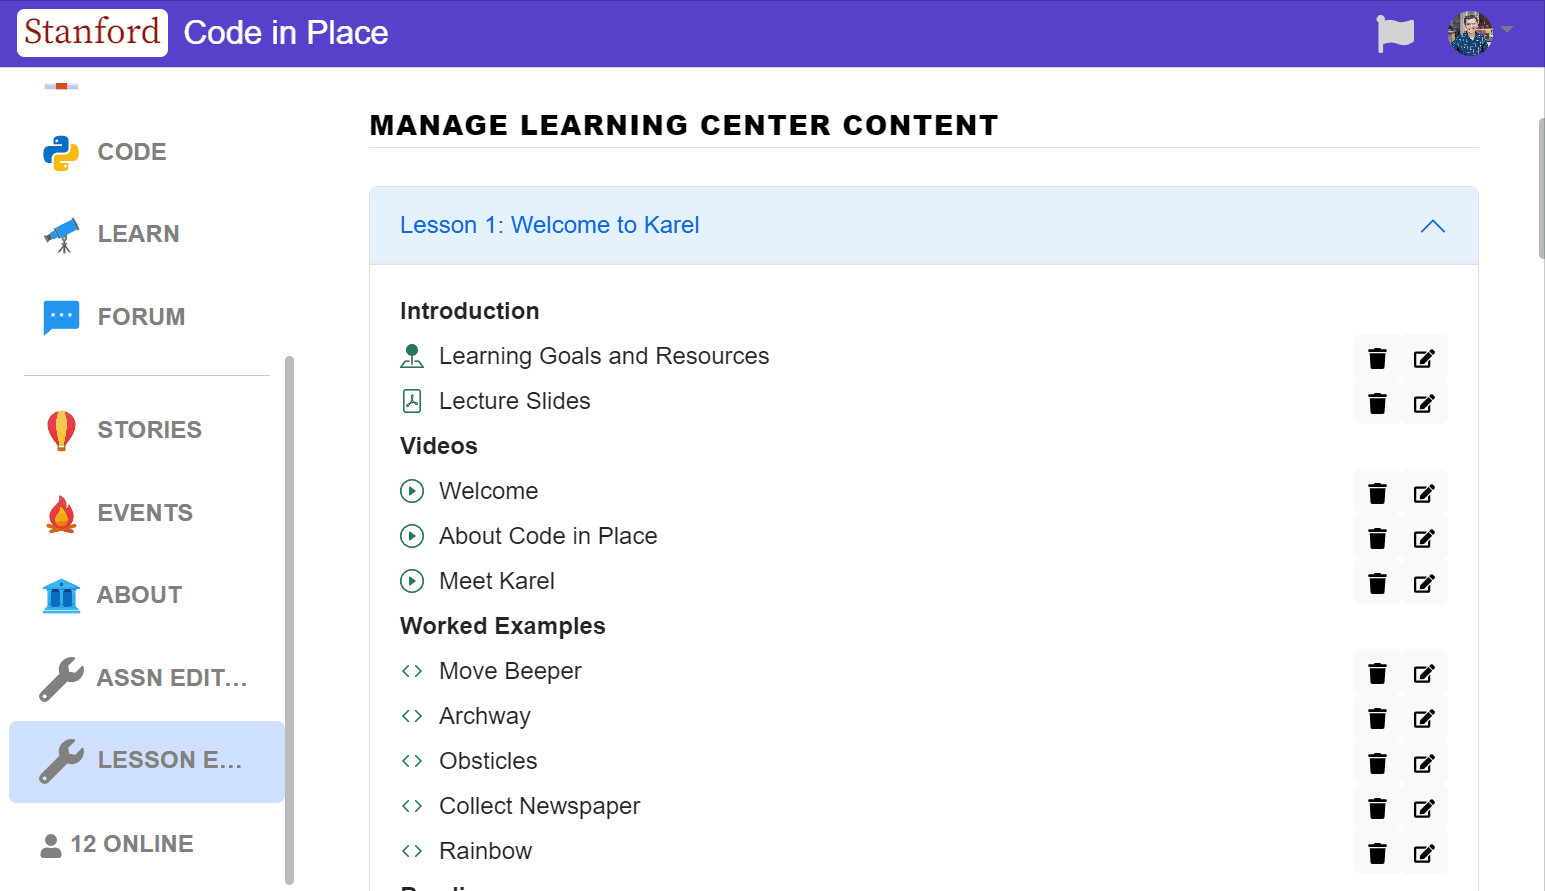 Stanford Code in Place
CODE
LEARN
FORUM
STORIES
EVENTS
ABOUT
ASSN EDIT...
LESSON E...
12 ONLINE
MANAGE LEARNING CENTER CONTENT
Lesson 1: Welcome to Karel
Introduction
Learning Goals and Resources
Lecture Slides
Videos
Welcome
About Code in Place
Meet Karel
Worked Examples
Move Beeper
Archway
Obsticles
Collect Newspaper
Rainbow